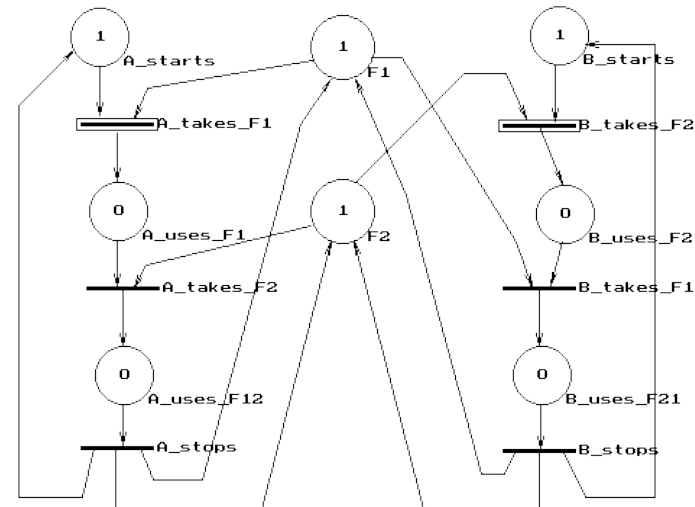 1
A_starts
1
F1
1
B_starts
A_takes_F1
B_takes_F2
0
A_uses_F1
1
F2
0
B_uses_F2
A_takes_F2
B_takes_F1
0
A_uses_F12
0
B_uses_F21
A_stops
B_stops